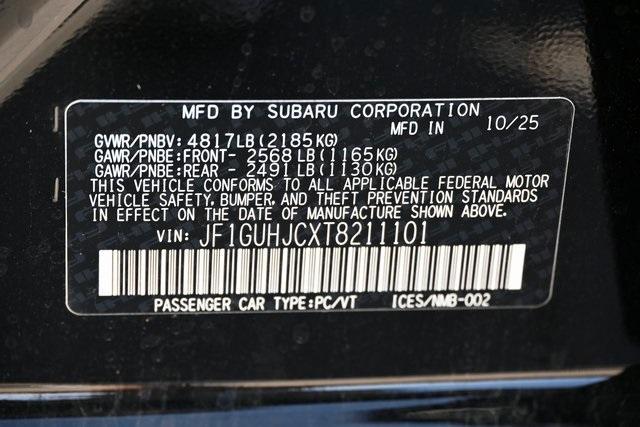 MFD BY SUBARU CORPORATION
MFD IN 10/25
GVWR/PNBV: 4817LB(2185KG)
GAWR/PNBE:FRONT- 2568 LB(1165KG)
GAWR/PNBE:REAR - 2491 LB(1130KG)
THIS VEHICLE CONFORMS TO ALL APPLICABLE FEDERAL MOTOR
VEHICLE SAFETY, BUMPER, AND THEFT PREVENTION STANDARDS
IN EFFECT ON THE DATE OF MANUFACTURE SHOWN ABOVE.
VIN: JF1GUHJCXT8211101
PASSENGER CAR TYPE:PC/VT ICES/NMB-002